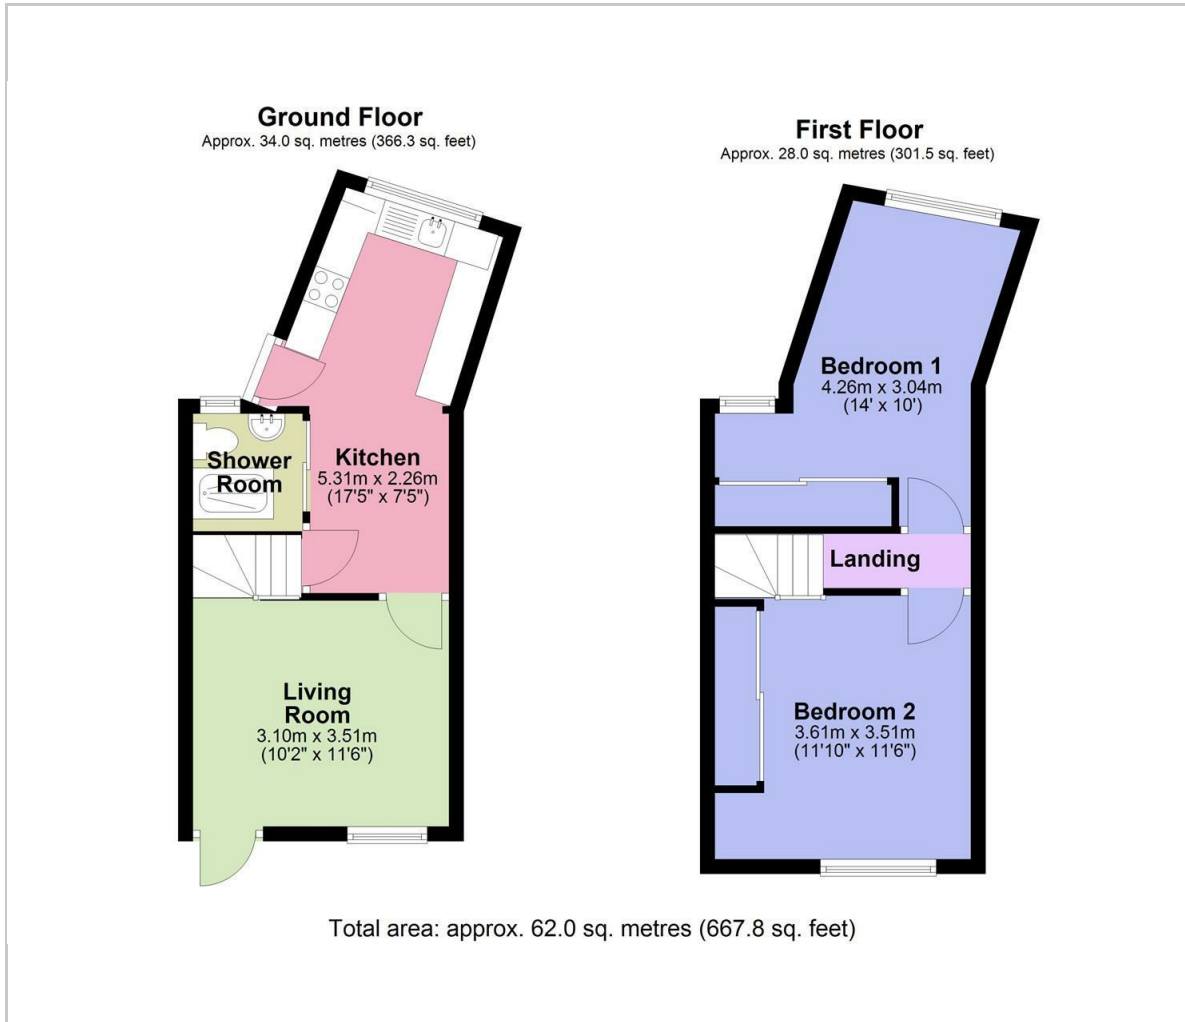 Ground Floor
Approx. 34.0 sq. metres (366.3 sq. feet)
Shower
Room
Kitchen
5.31m x 2.26m
(17'5" x 7'5")
Living
Room
3.10m x 3.51m
(10'2" x 11'6")
First Floor
Approx. 28.0 sq. metres (301.5 sq. feet)
Bedroom 1
4.26m x 3.04m
(14' x 10')
Landing
Bedroom 2
3.61m x 3.51m
(11'10" x 11'6")
Total area: approx. 62.0 sq. metres (667.8 sq. feet)